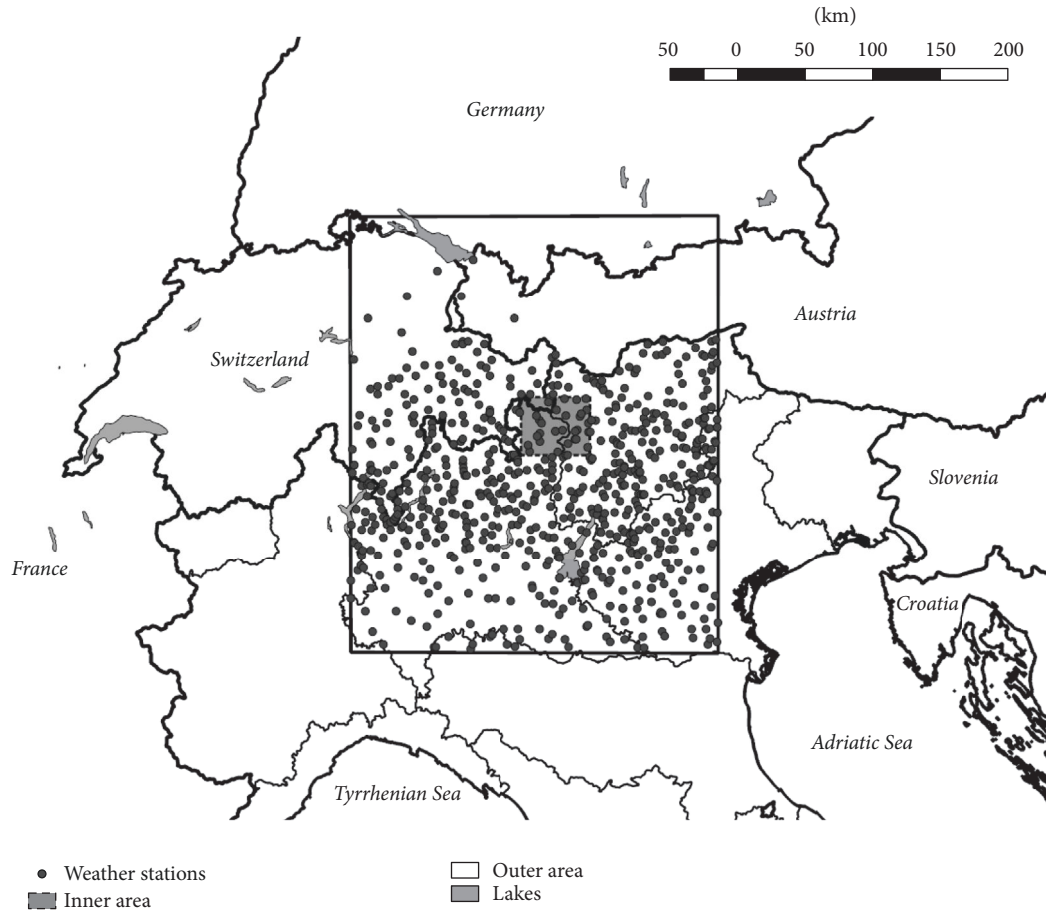 (km)
50 0 50 100 150 200
Germany
Austria
Switzerland
Slovenia
France
Croatia
Adriatic Sea
Tyrrhenian Sea
Weather stations
Inner area
Outer area
Lakes